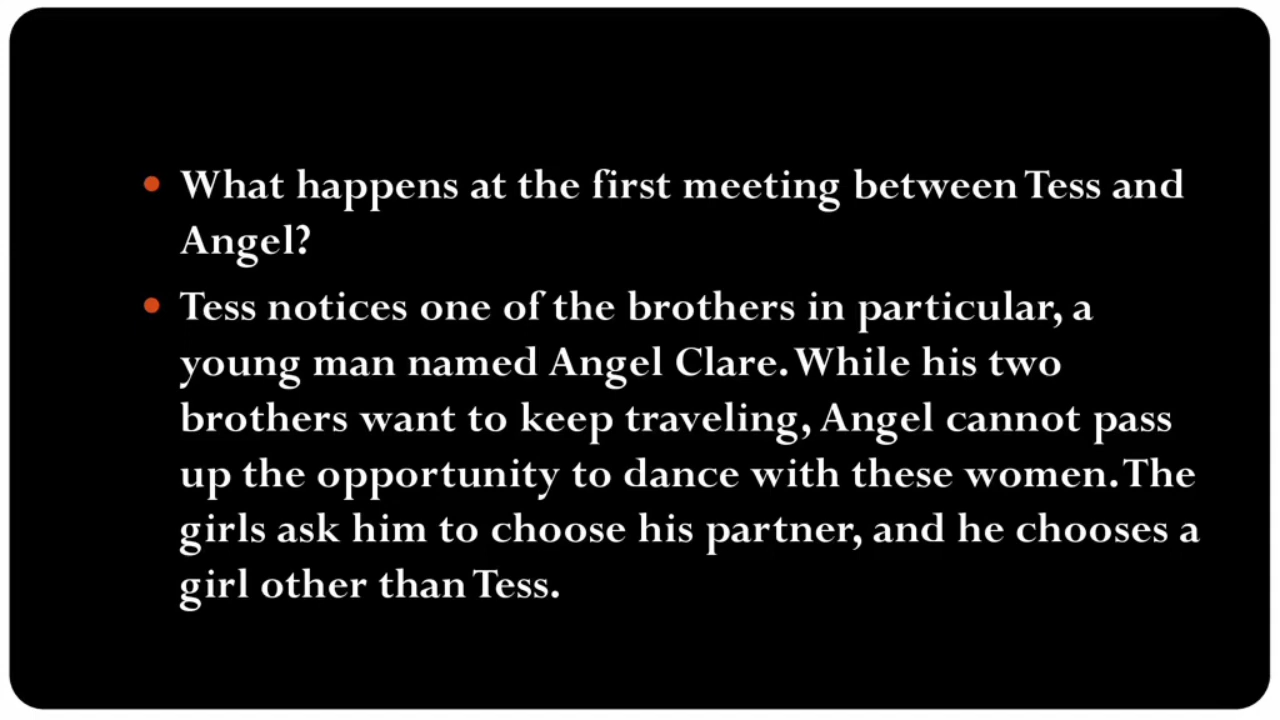 • What happens at the first meeting between Tess and
Angel?
• Tess notices one of the brothers in particular, a
young man named Angel Clare. While his two
brothers want to keep traveling, Angel cannot pass
up the opportunity to dance with these women. The
girls ask him to choose his partner, and he chooses a
girl other than Tess.